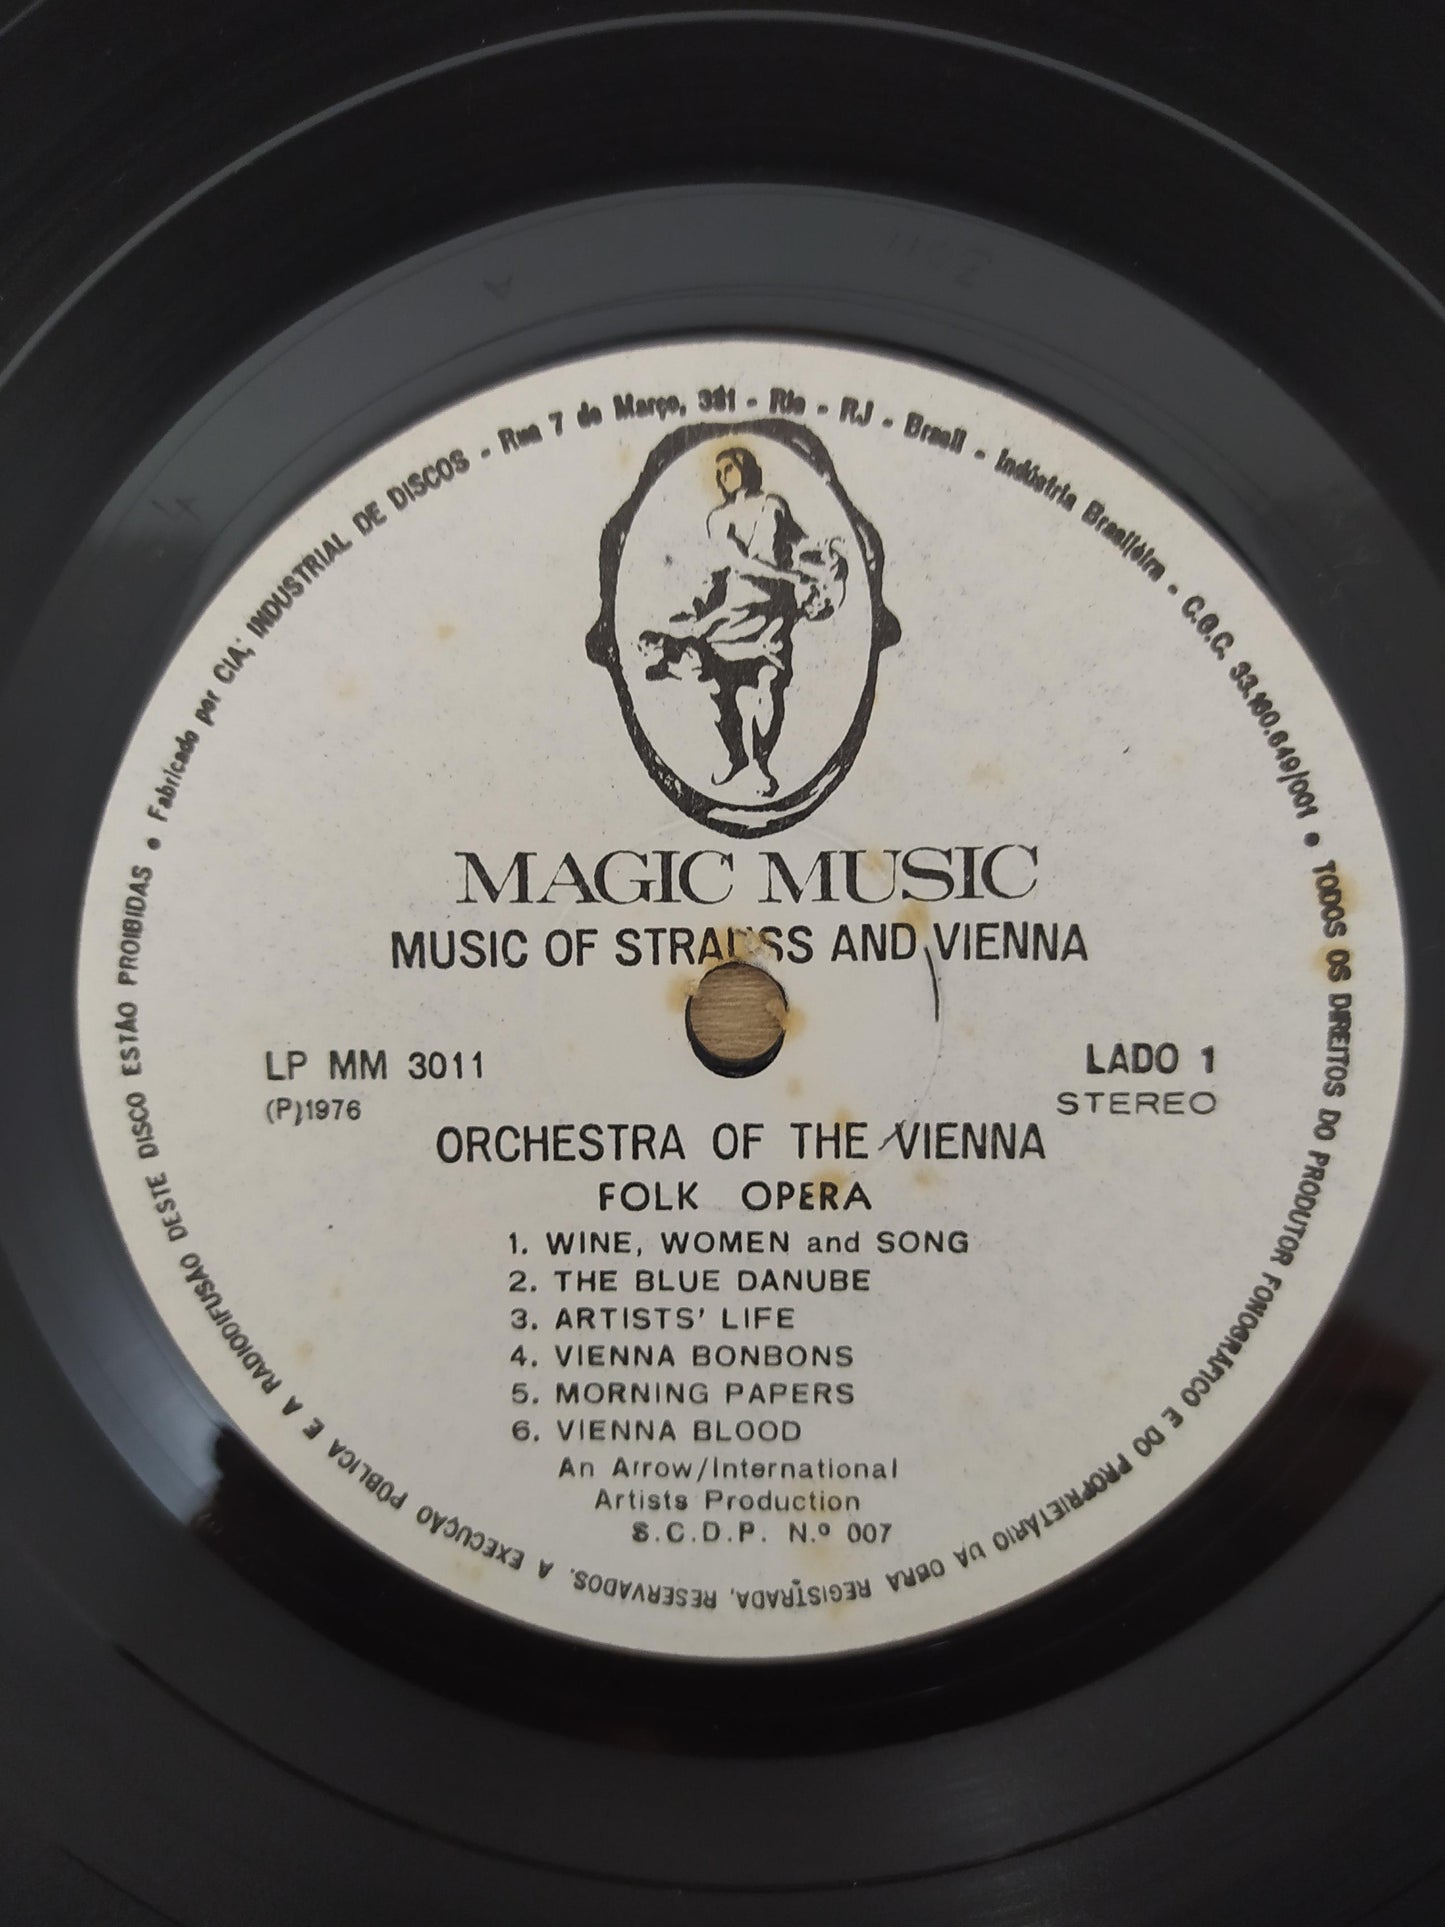 Fabricado por CIA. INDUSTRIAL DE DISCOS - Rua 7 de Março, 381 - Rio - RJ - Brasil - Indústria Brasileira - C.G.C. 33.160.649/001 • TODOS OS DIREITOS DO PRODUTOR FONOGRÁFICO E DO PROPRIETÁRIO DA OBRA REGISTRADA, RESERVADOS. A EXECUÇÃO PÚBLICA E A RADIODIFUSÃO DESTE DISCO ESTÃO PROIBIDAS •
MAGIC MUSIC
MUSIC OF STRAUSS AND VIENNA
LP MM 3011
(P)1976
LADO 1
STEREO
ORCHESTRA OF THE VIENNA
FOLK OPERA
1. WINE, WOMEN and SONG
2. THE BLUE DANUBE
3. ARTISTS' LIFE
4. VIENNA BONBONS
5. MORNING PAPERS
6. VIENNA BLOOD
An Arrow/International
Artists Production
S.C.D.P. N.º 007